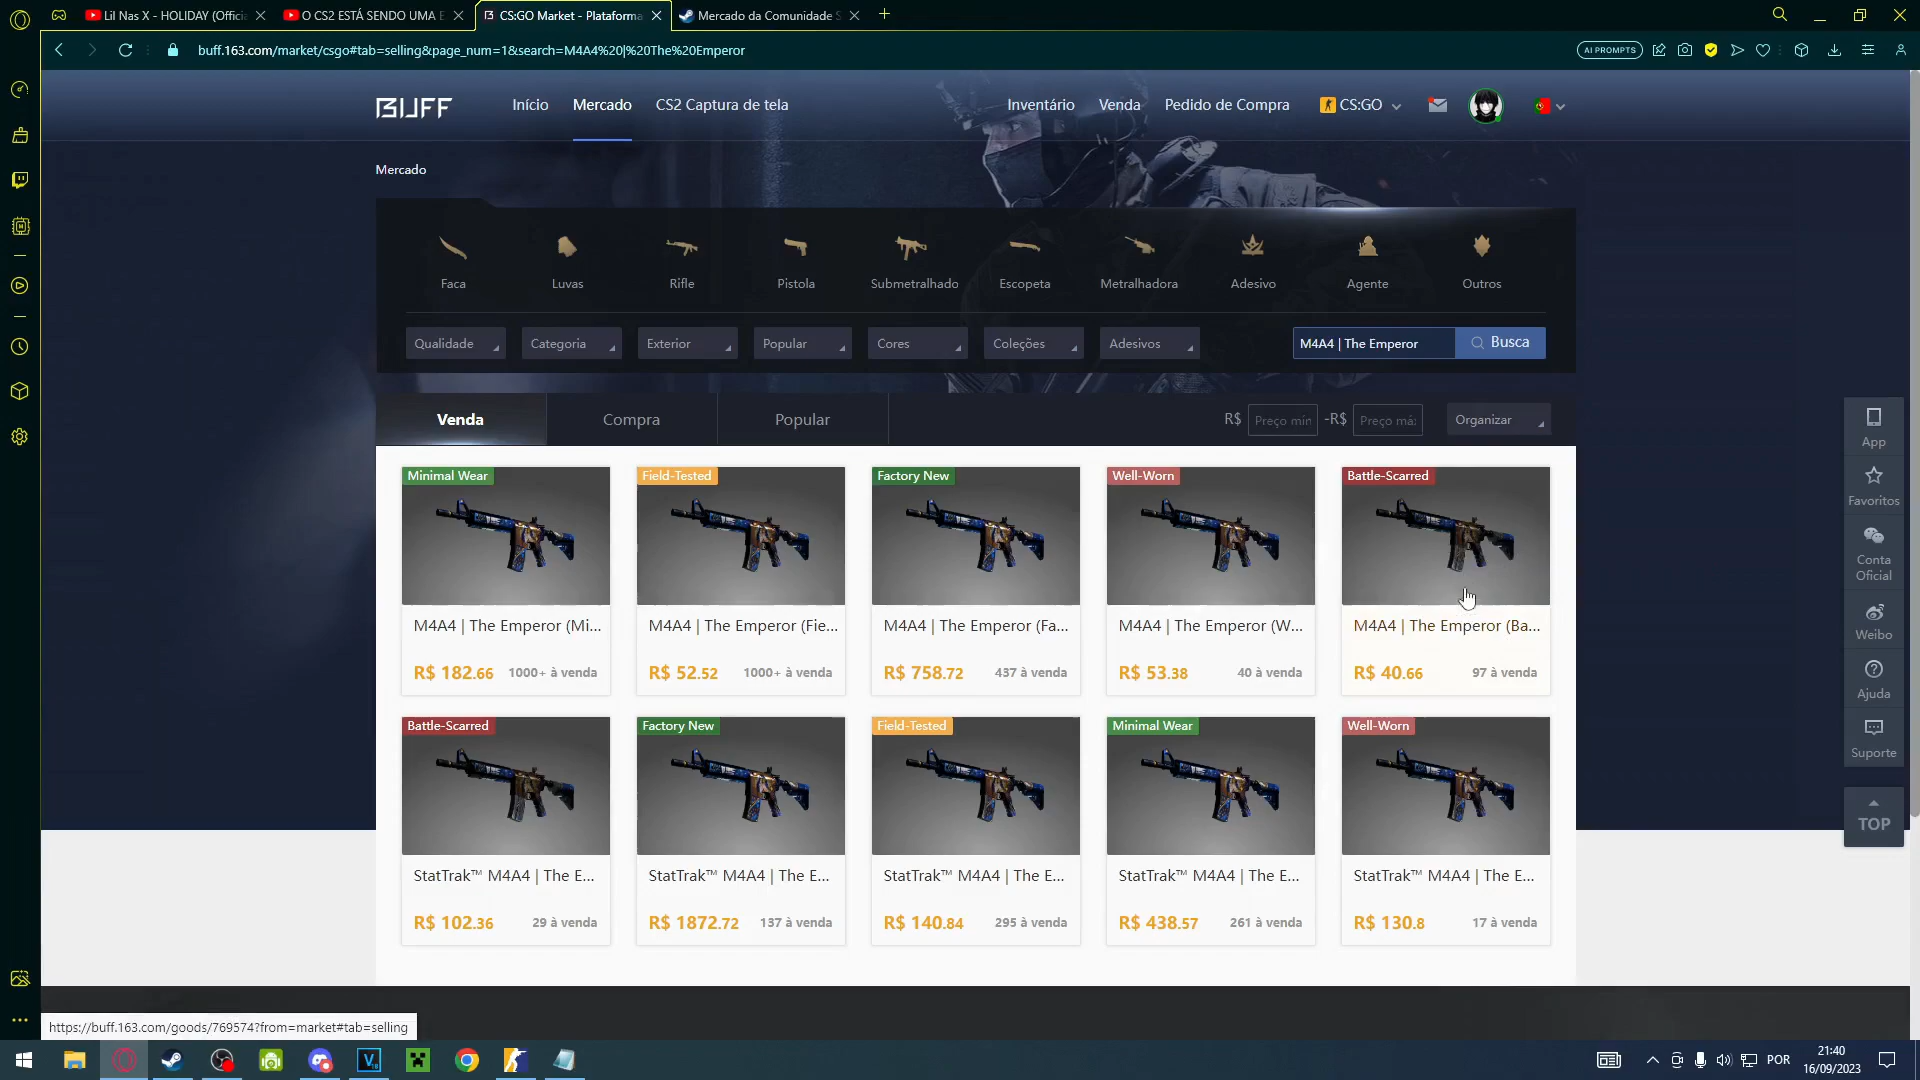 Lil Nas X - HOLIDAY (Officia
O CS2 ESTÁ SENDO UMA E
CS:GO Market - Plataforma
Mercado da Comunidade S
buff.163.com/market/csgo#tab=selling&page_num=1&search=M4A4%20|%20The%20Emperor
AI PROMPTS
BUFF
Início
Mercado
CS2 Captura de tela
Inventário
Venda
Pedido de Compra
CS:GO
Mercado
Faca
Luvas
Rifle
Pistola
Submetralhado
Escopeta
Metralhadora
Adesivo
Agente
Outros
Qualidade
Categoria
Exterior
Popular
Cores
Coleções
Adesivos
M4A4 | The Emperor
Busca
Venda
Compra
Popular
R$
Preço mín
-R$
Preço má
Organizar
Minimal Wear
Field-Tested
Factory New
Well-Worn
Battle-Scarred
M4A4 | The Emperor (Mi...
M4A4 | The Emperor (Fie...
M4A4 | The Emperor (Fa...
M4A4 | The Emperor (W...
M4A4 | The Emperor (Ba...
R$ 182.66
1000+ à venda
R$ 52.52
1000+ à venda
R$ 758.72
437 à venda
R$ 53.38
40 à venda
R$ 40.66
97 à venda
Battle-Scarred
Factory New
Field-Tested
Minimal Wear
Well-Worn
StatTrak™ M4A4 | The E...
StatTrak™ M4A4 | The E...
StatTrak™ M4A4 | The E...
StatTrak™ M4A4 | The E...
StatTrak™ M4A4 | The E...
R$ 102.36
29 à venda
R$ 1872.72
137 à venda
R$ 140.84
295 à venda
R$ 438.57
261 à venda
R$ 130.8
17 à venda
App
Favoritos
Conta
Oficial
Weibo
Ajuda
Suporte
TOP
https://buff.163.com/goods/769574?from=market#tab=selling
POR
21:40
16/09/2023